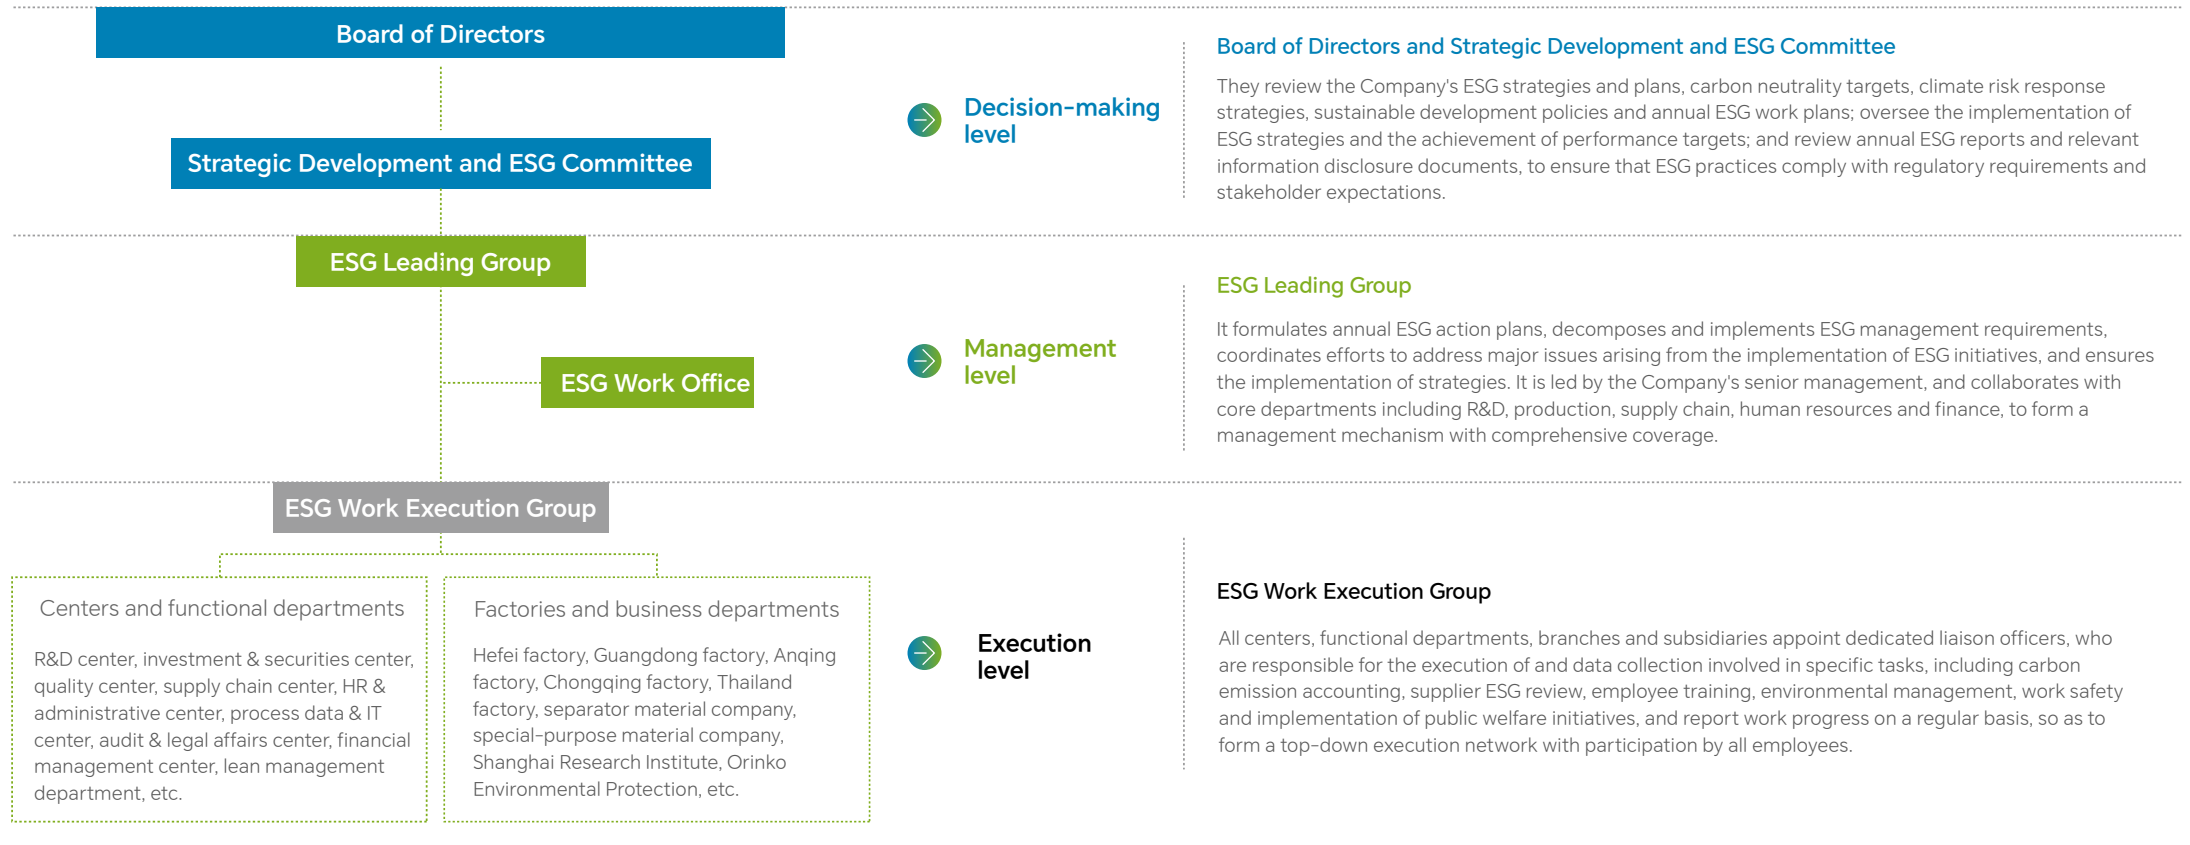 Board of Directors
Strategic Development and ESG Committee
Decision-making
level
Board of Directors and Strategic Development and ESG Committee
They review the Company's ESG strategies and plans, carbon neutrality targets, climate risk response
strategies, sustainable development policies and annual ESG work plans; oversee the implementation of
ESG strategies and the achievement of performance targets; and review annual ESG reports and relevant
information disclosure documents, to ensure that ESG practices comply with regulatory requirements and
stakeholder expectations.
ESG Leading Group
ESG Work Office
Management
level
ESG Leading Group
It formulates annual ESG action plans, decomposes and implements ESG management requirements,
coordinates efforts to address major issues arising from the implementation of ESG initiatives, and ensures
the implementation of strategies. It is led by the Company's senior management, and collaborates with
core departments including R&D, production, supply chain, human resources and finance, to form a
management mechanism with comprehensive coverage.
ESG Work Execution Group
Centers and functional departments
R&D center, investment & securities center,
quality center, supply chain center, HR &
administrative center, process data & IT
center, audit & legal affairs center, financial
management center, lean management
department, etc.
Factories and business departments
Hefei factory, Guangdong factory, Anqing
factory, Chongqing factory, Thailand
factory, separator material company,
special-purpose material company,
Shanghai Research Institute, Orinko
Environmental Protection, etc.
Execution
level
ESG Work Execution Group
All centers, functional departments, branches and subsidiaries appoint dedicated liaison officers, who
are responsible for the execution of and data collection involved in specific tasks, including carbon
emission accounting, supplier ESG review, employee training, environmental management, work safety
and implementation of public welfare initiatives, and report work progress on a regular basis, so as to
form a top-down execution network with participation by all employees.